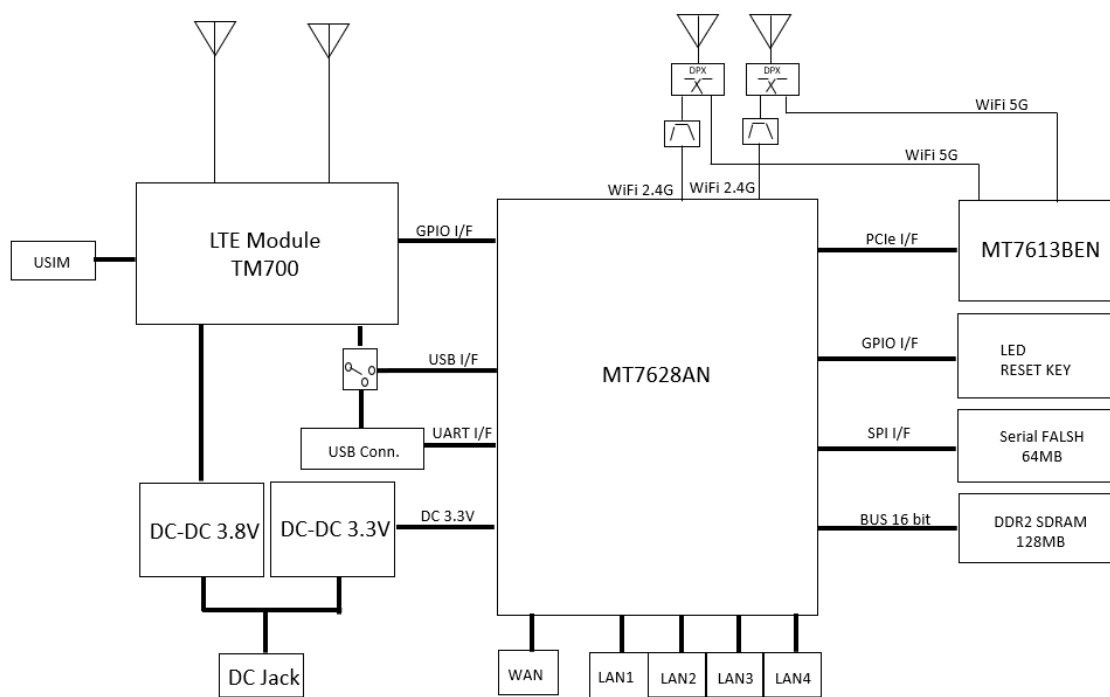 DPX
DPX
WiFi 5G
WiFi 5G
WiFi 2.4G
WiFi 2.4G
LTE Module
TM700
GPIO I/F
PCIe I/F
MT7613BEN
USIM
GPIO I/F
LED
RESET KEY
USB I/F
MT7628AN
UART I/F
USB Conn.
SPI I/F
Serial FALSH
64MB
DC-DC 3.8V
DC-DC 3.3V
DC 3.3V
BUS 16 bit
DDR2 SDRAM
128MB
DC Jack
WAN
LAN1
LAN2
LAN3
LAN4